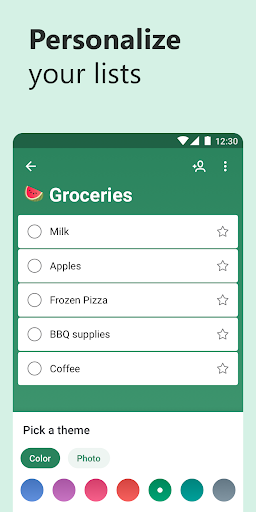 Personalize
your lists
12:30
Groceries
Milk
Apples
Frozen Pizza
BBQ supplies
Coffee
Pick a theme
Color Photo